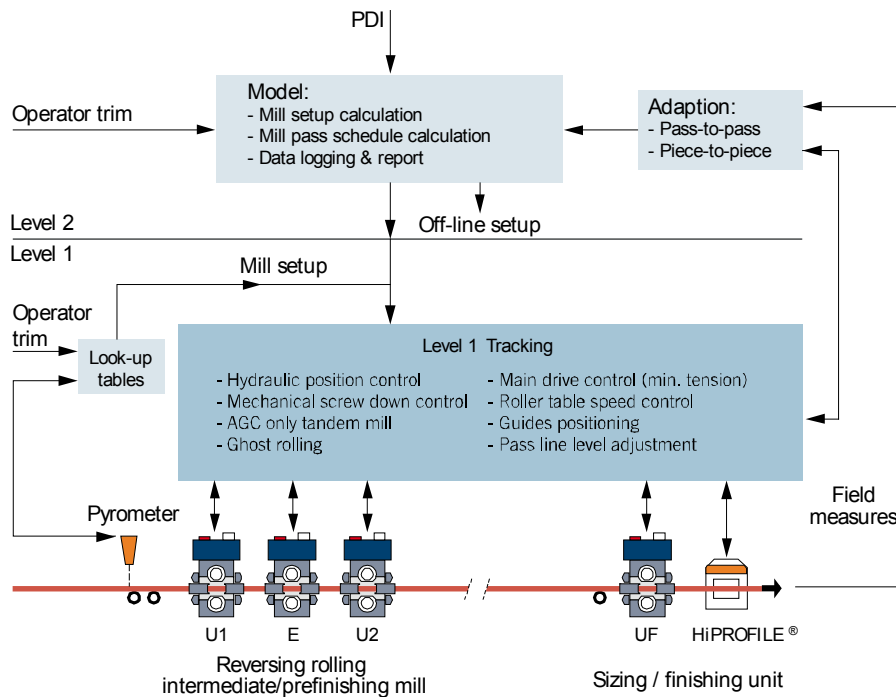 PDI
Model:
- Mill setup calculation
- Mill pass schedule calculation
- Data logging & report
Adaption:
- Pass-to-pass
- Piece-to-piece
Operator trim
Level 2
Off-line setup
Level 1
Mill setup
Operator
trim
Look-up
tables
Level 1 Tracking
- Hydraulic position control
- Mechanical screw down control
- AGC only tandem mill
- Ghost rolling
- Main drive control (min. tension)
- Roller table speed control
- Guides positioning
- Pass line level adjustment
Pyrometer
Field
measures
U1
E
U2
UF
HiPROFILE ®
Reversing rolling
intermediate/prefinishing mill
Sizing / finishing unit